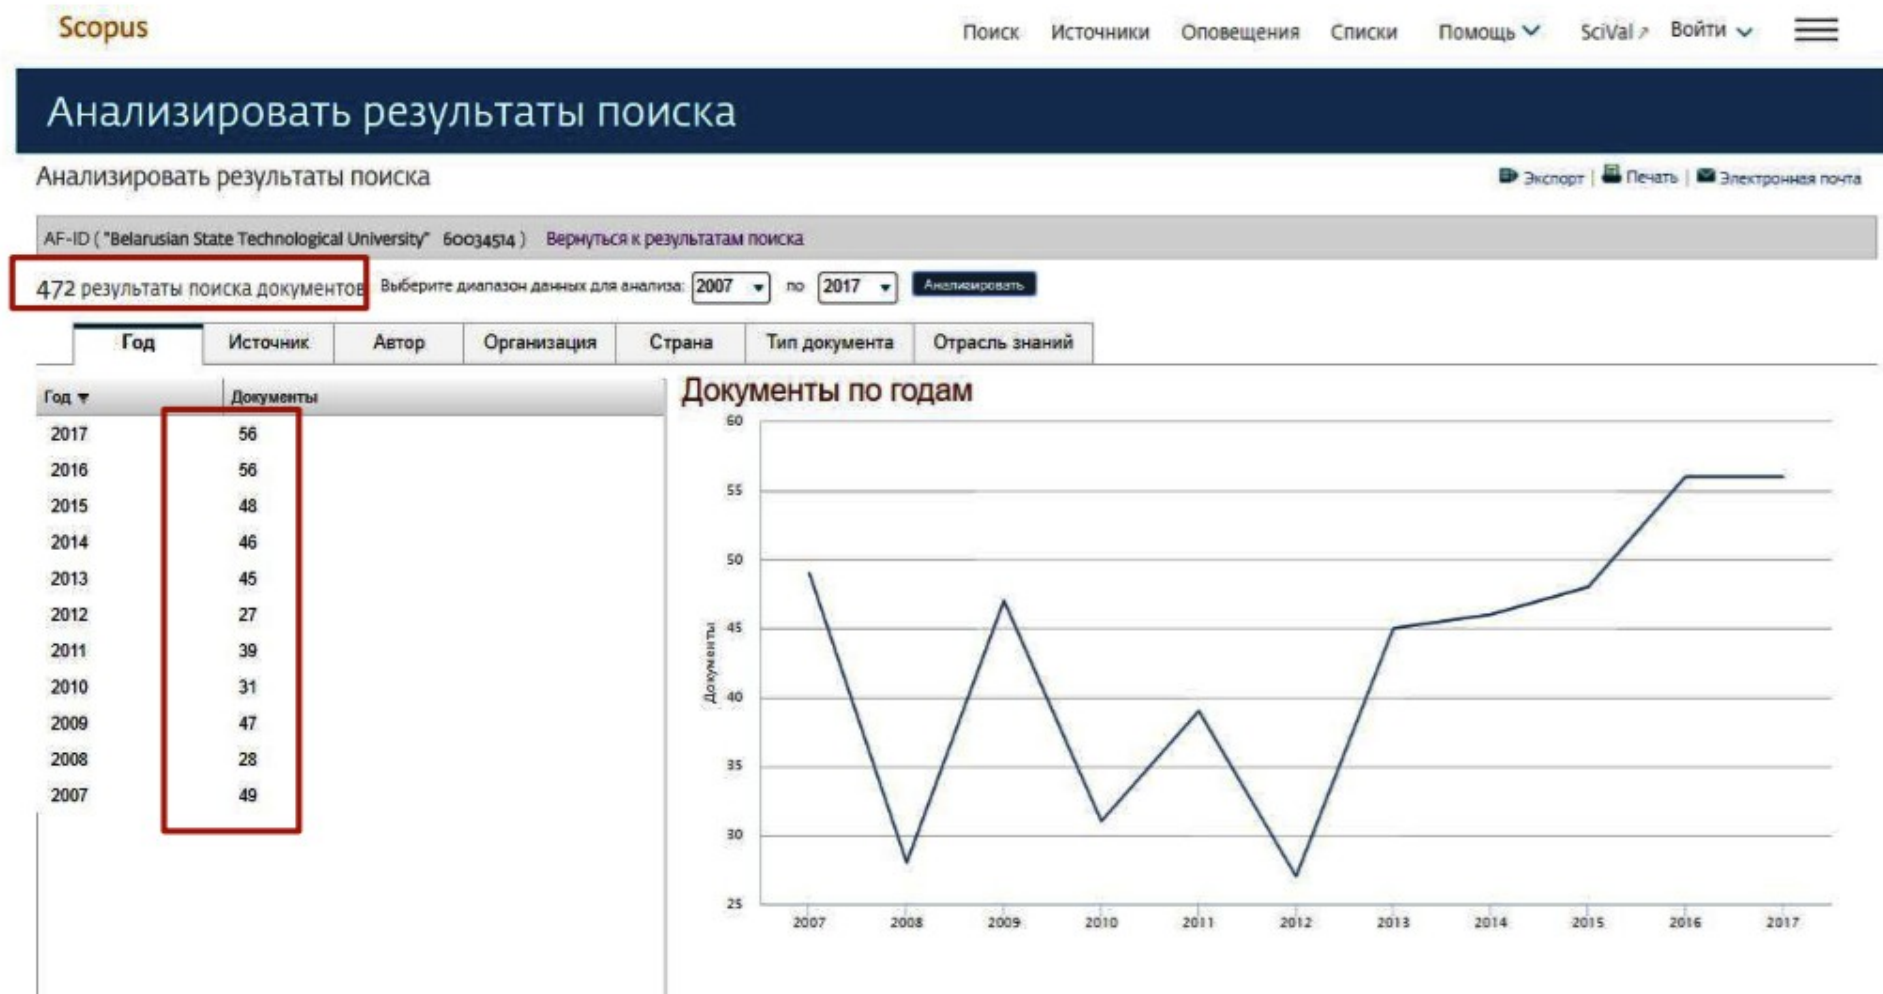 Scopus
Поиск Источники Оповещения Списки Помощь SciVal Войти
Анализировать результаты поиска
Анализировать результаты поиска
Экспорт | Печать | Электронная почта
AF-ID ( "Belarusian State Technological University" 60034514 ) Вернуться к результатам поиска
472 результаты поиска документов Выберите диапазон данных для анализа: 2007 по 2017 Анализировать
Год Источник Автор Организация Страна Тип документа Отрасль знаний
Год Документы
2017 56
2016 56
2015 48
2014 46
2013 45
2012 27
2011 39
2010 31
2009 47
2008 28
2007 49
Документы по годам
Документы
60
55
50
45
40
35
30
25
2007 2008 2009 2010 2011 2012 2013 2014 2015 2016 2017